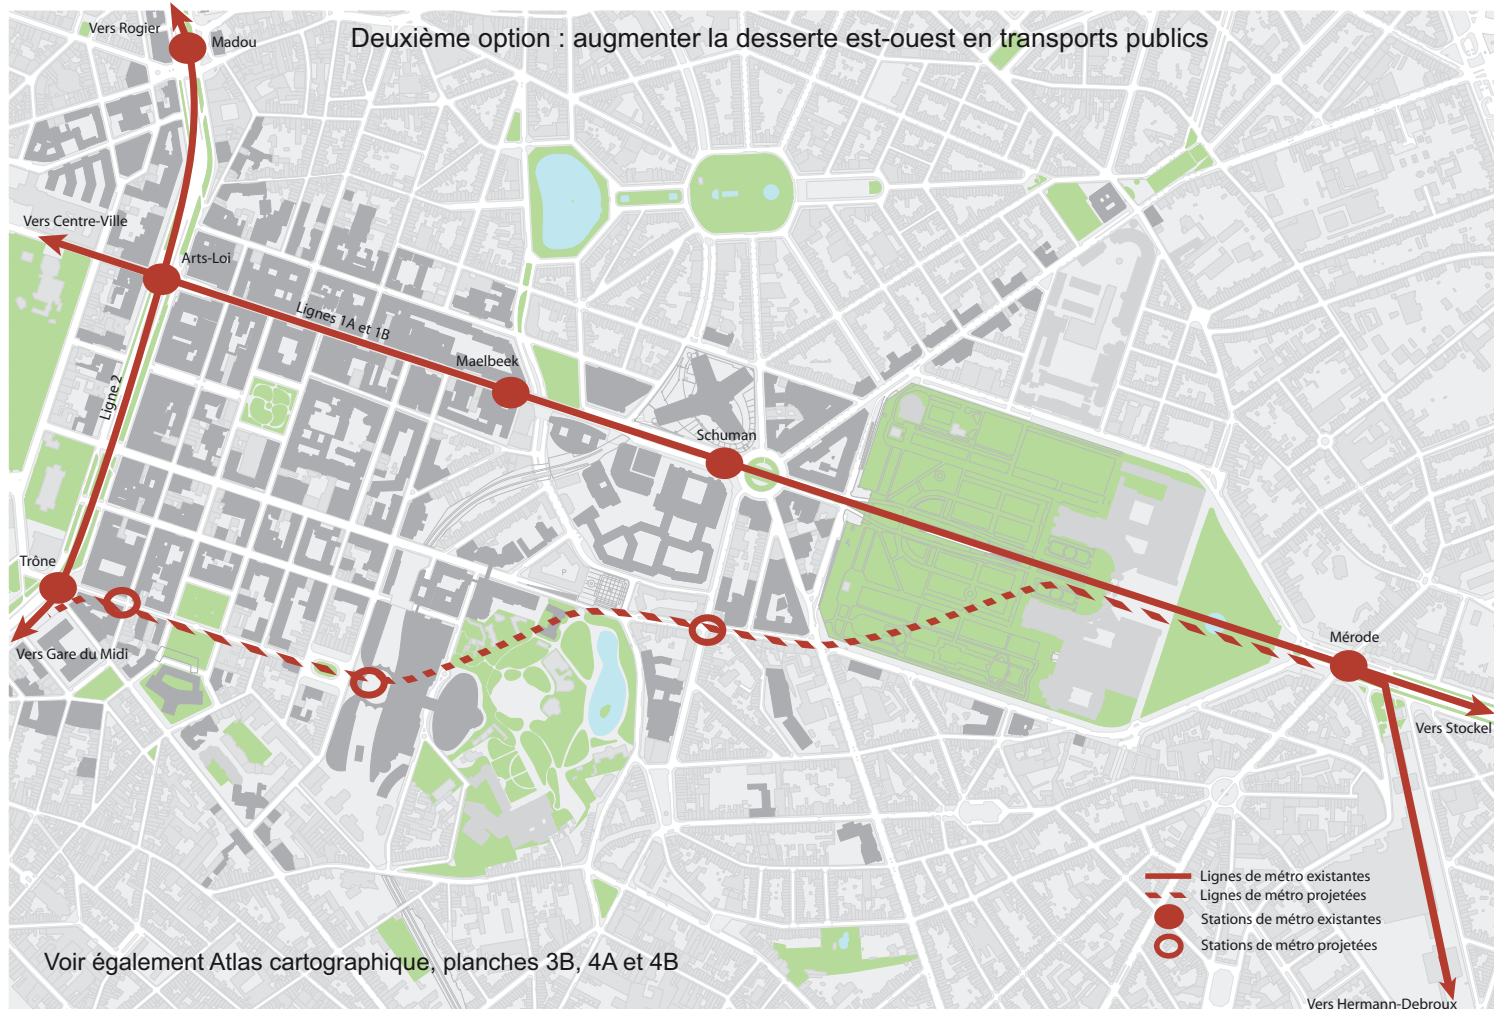 Vers Rogier
Madou
Deuxième option : augmenter la desserte est-ouest en transports publics
Vers Centre-Ville
Arts-Loi
Lignes 1A et 1B
Maelbeek
Ligne 2
Schuman
P
Trône
Vers Gare du Midi
Mérode
Vers Stockel
Lignes de métro existantes
Lignes de métro projetées
Stations de métro existantes
Stations de métro projetées
Voir également Atlas cartographique, planches 3B, 4A et 4B
Vers Hermann-Debroux